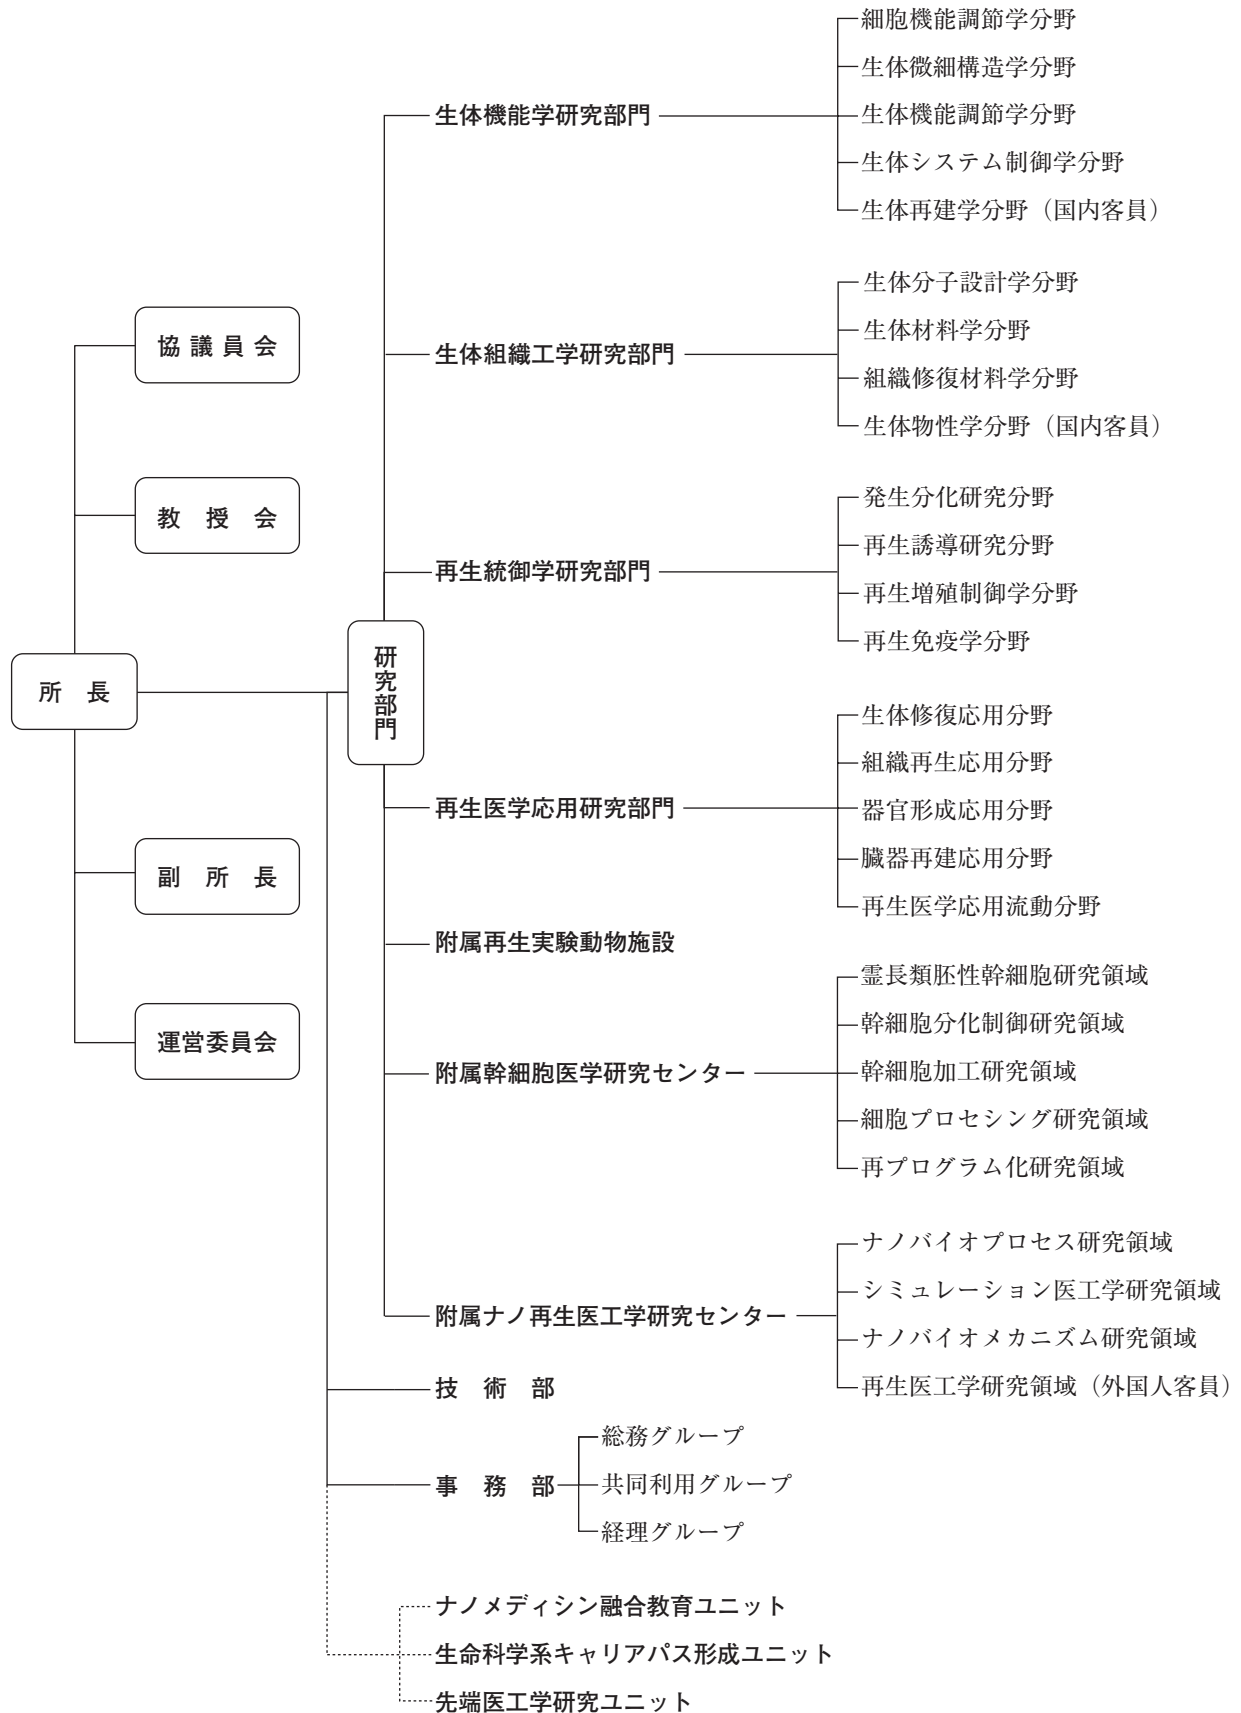 細胞機能調節学分野
生体微細構造学分野
生体機能学研究部門
生体機能調節学分野
生体システム制御学分野
生体再建学分野（国内客員）
生体分子設計学分野
協議員会
生体材料学分野
生体組織工学研究部門
組織修復材料学分野
生体物性学分野（国内客員）
発生分化研究分野
教授会
再生誘導研究分野
再生統御学研究部門
再生増殖制御学分野
再生免疫学分野
所長
研究部門
生体修復応用分野
組織再生応用分野
再生医学応用研究部門
器官形成応用分野
臓器再建応用分野
副所長
再生医学応用流動分野
附属再生実験動物施設
霊長類胚性幹細胞研究領域
運営委員会
幹細胞分化制御研究領域
附属幹細胞医学研究センター
幹細胞加工研究領域
細胞プロセシング研究領域
再プログラム化研究領域
ナノバイオプロセス研究領域
シミュレーション医工学研究領域
附属ナノ再生医工学研究センター
ナノバイオメカニズム研究領域
再生医工学研究領域（外国人客員）
技術部
総務グループ
事務部
共同利用グループ
経理グループ
ナノメディシン融合教育ユニット
生命科学系キャリアパス形成ユニット
先端医工学研究ユニット